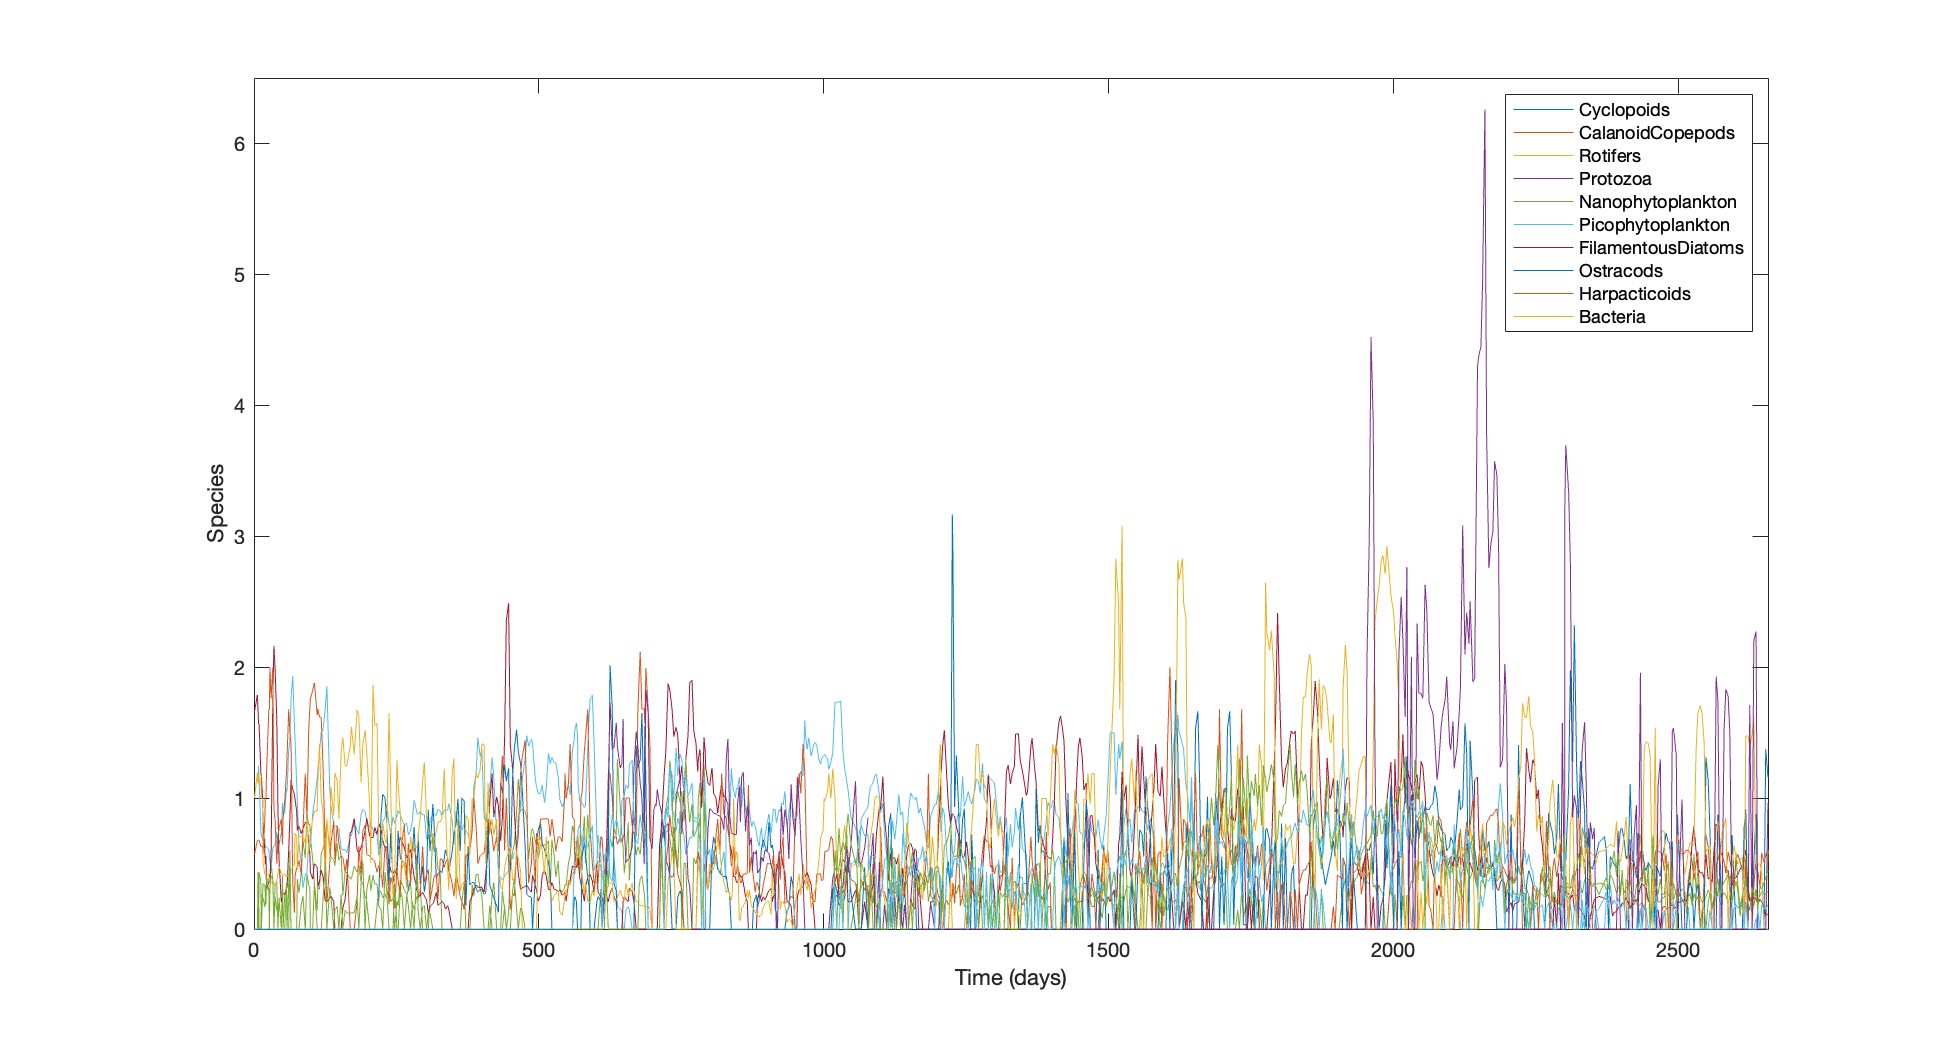 Cyclopoids
CalanoidCopepods
Rotifers
Protozoa
Nanophytoplankton
Picophytoplankton
FilamentousDiatoms
Ostracods
Harpacticoids
Bacteria
6
5
4
3
2
1
0
Species
0 500 1000 1500 2000 2500
Time (days)